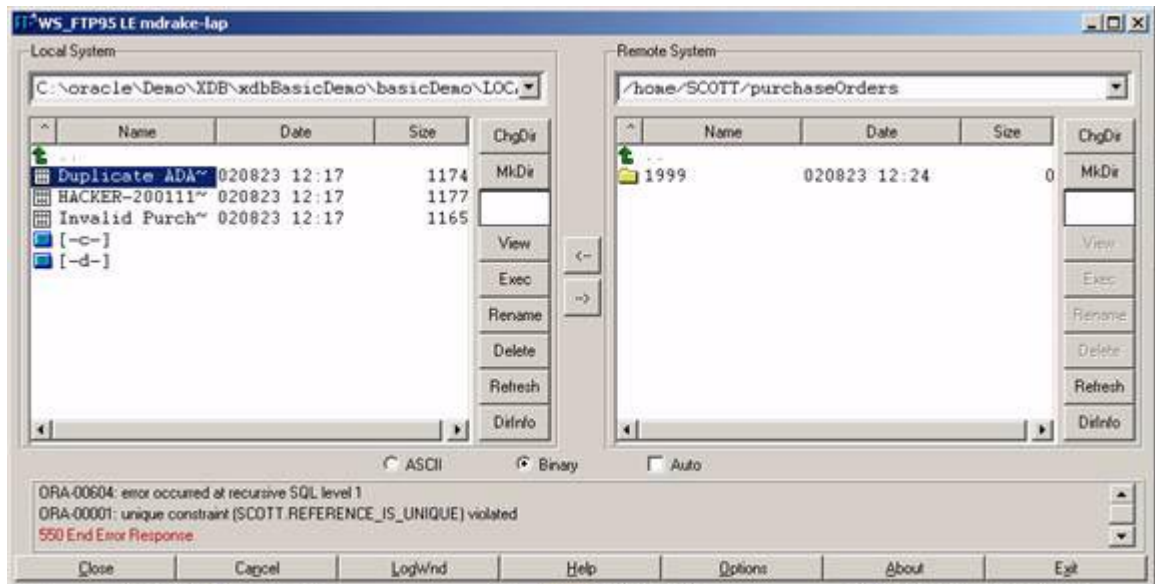 WS_FTP95 LE mdrake-lap
Local System
C:\oracle\Demo\XDB\xdbBasicDemo\basicDemo\LOC
^ Name Date Size
..
Duplicate ADA~ 020823 12:17 1174
HACKER-200111~ 020823 12:17 1177
Invalid Purch~ 020823 12:17 1165
[-c-]
[-d-]
ChgDir
MkDir
View
Exec
Rename
Delete
Refresh
DirInfo
<--
-->
Remote System
/home/SCOTT/purchaseOrders
^ Name Date Size
..
1999 020823 12:24 0
ChgDir
MkDir
View
Exec
Rename
Delete
Refresh
DirInfo
ASCII Binary Auto
ORA-00604: error occurred at recursive SQL level 1
ORA-00001: unique constraint (SCOTT.REFERENCE_IS_UNIQUE) violated
550 End Error Response
Close Cancel LogWnd Help Options About Exit